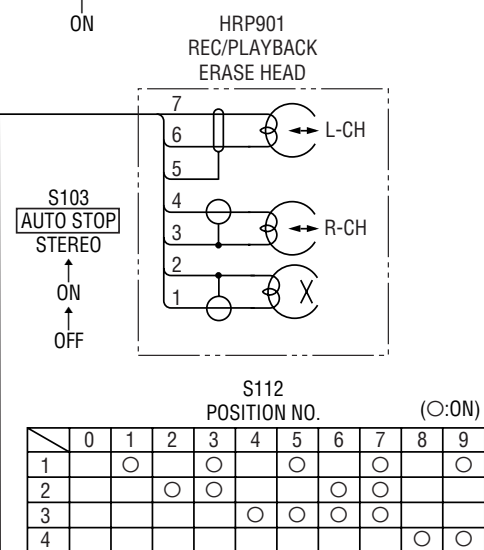 ON
HRP901
REC/PLAYBACK
ERASE HEAD
7
6
5
4
3
2
1
L-CH
R-CH
S103
AUTO STOP
STEREO
ON
OFF
S112
POSITION NO.
(○:ON)
0 1 2 3 4 5 6 7 8 9
1 ○ ○ ○ ○ ○
2 ○ ○ ○ ○
3 ○ ○ ○ ○
4 ○ ○